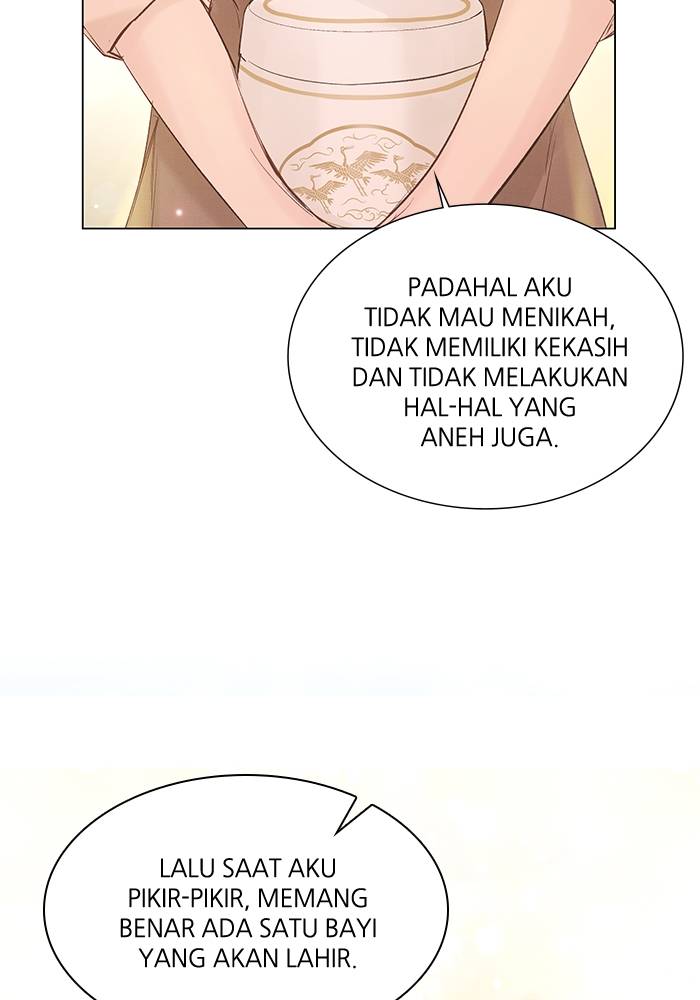 PADAHAL AKU
TIDAK MAU MENIKAH,
TIDAK MEMILIKI KEKASIH
DAN TIDAK MELAKUKAN
HAL-HAL YANG
ANEH JUGA.
LALU SAAT AKU
PIKIR-PIKIR, MEMANG
BENAR ADA SATU BAYI
YANG AKAN LAHIR.